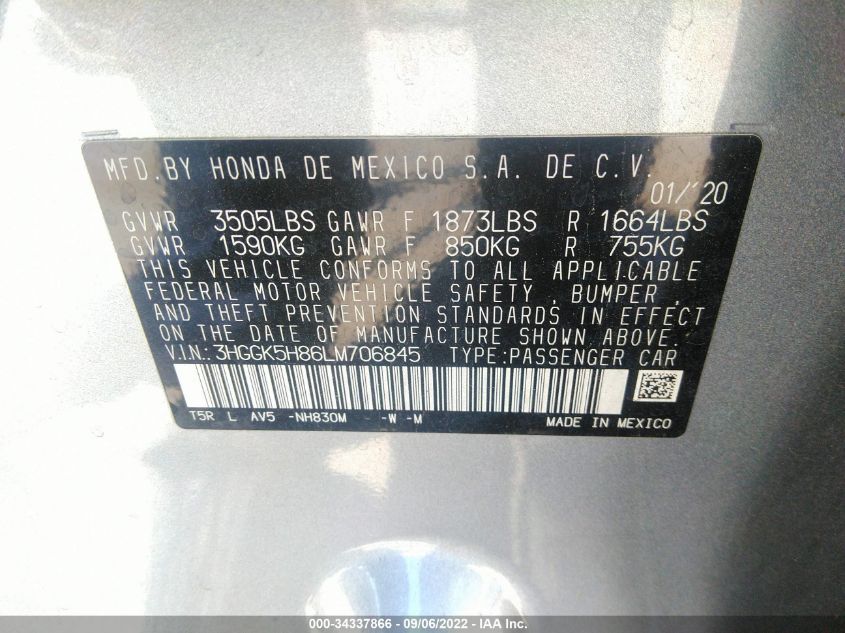 MFD.BY HONDA DE MEXICO S.A. DE C.V.
01/'20
GVWR 3505LBS GAWR F 1873LBS R 1664LBS
GVWR 1590KG GAWR F 850KG R 755KG
THIS VEHICLE CONFORMS TO ALL APPLICABLE
FEDERAL MOTOR VEHICLE SAFETY , BUMPER ,
AND THEFT PREVENTION STANDARDS IN EFFECT
ON THE DATE OF MANUFACTURE SHOWN ABOVE.
V.I.N.:3HGGK5H86LM706845 TYPE:PASSENGER CAR
T5R L AV5 -NH830M -W -M MADE IN MEXICO
000-34337866 - 09/06/2022 - IAA Inc.